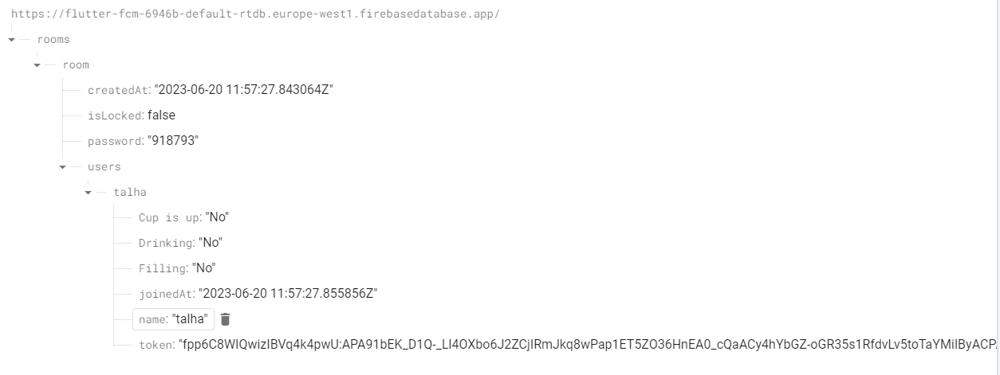 https://flutter-fcm-6946b-default-rtdb.europe-west1.firebasedatabase.app/
rooms
room
createdAt: "2023-06-20 11:57:27.843064Z"
isLocked: false
password: "918793"
users
talha
Cup is up: "No"
Drinking: "No"
Filling: "No"
joinedAt: "2023-06-20 11:57:27.855856Z"
name: "talha"
token: "fpp6C8WIQwizIBVq4k4pwU:APA91bEK_D1Q-_LI4OXbo6J2ZCjIRmJkq8wPap1ET5ZO36HnEA0_cQaACy4hYbGZ-oGR35s1RfdvLv5toTaYMiIByACP